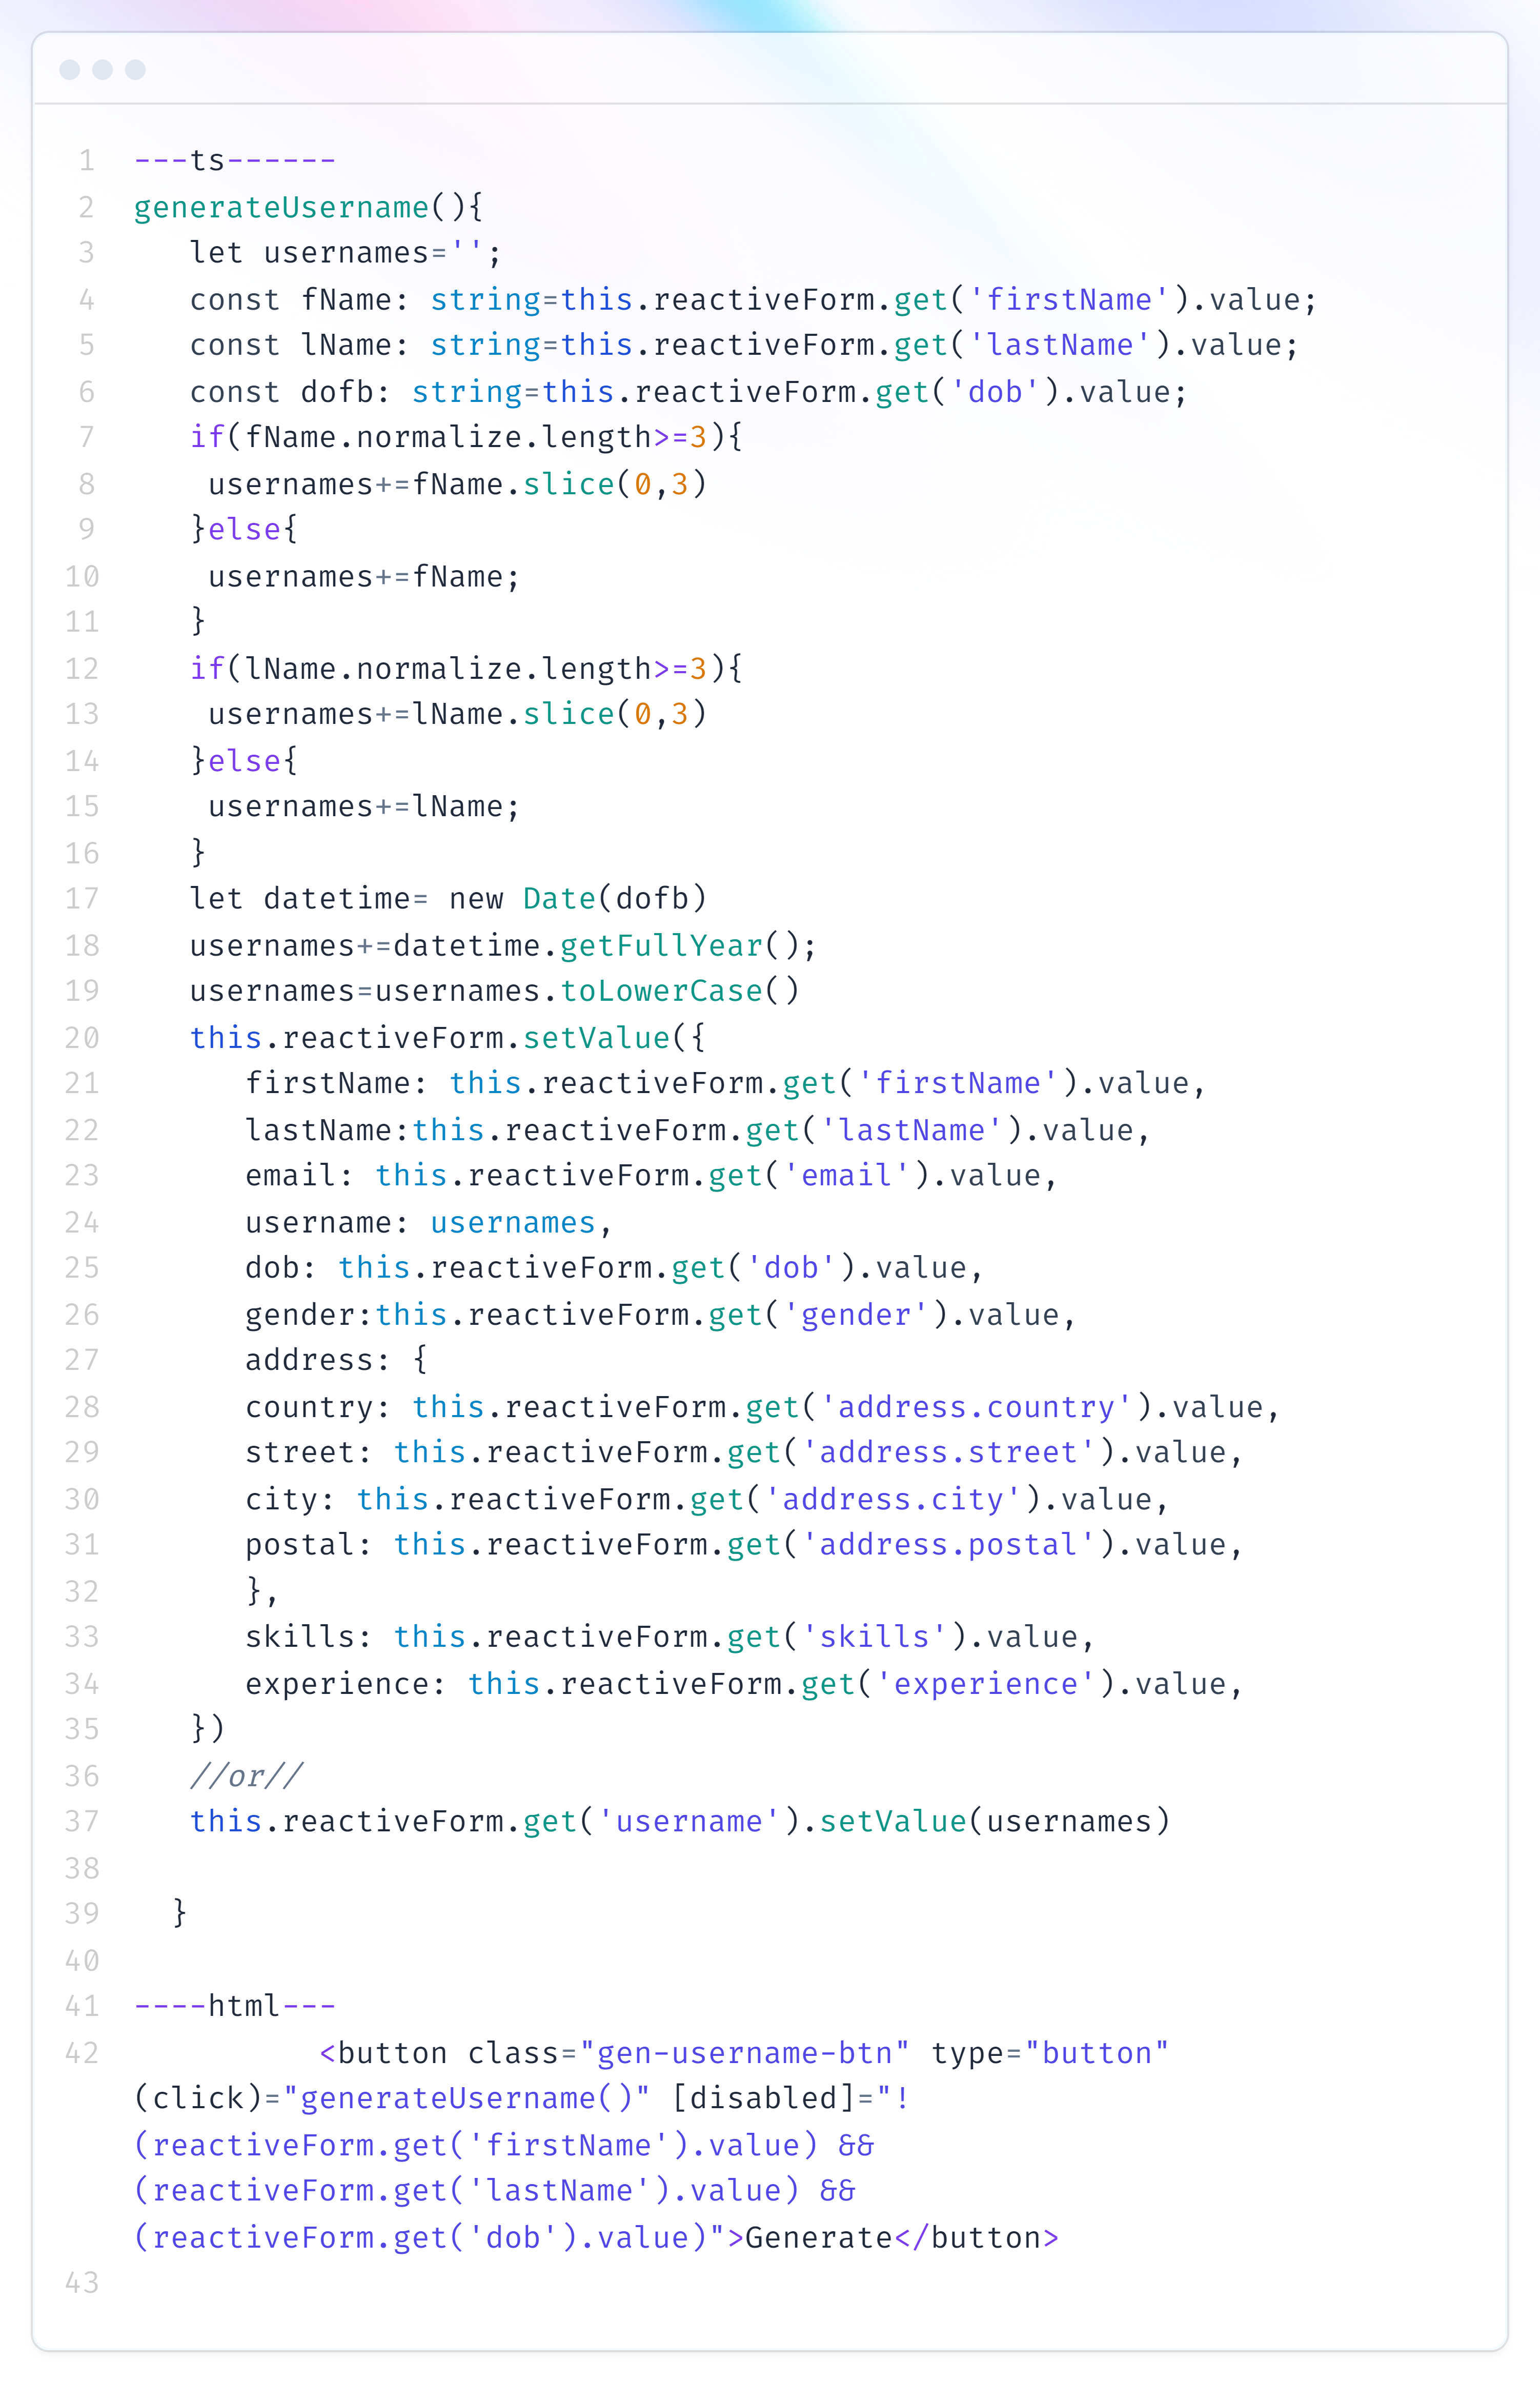 1 ---ts------
2 generateUsername(){
3    let usernames='';
4    const fName: string=this.reactiveForm.get('firstName').value;
5    const lName: string=this.reactiveForm.get('lastName').value;
6    const dofb: string=this.reactiveForm.get('dob').value;
7    if(fName.normalize.length>=3){
8     usernames+=fName.slice(0,3)
9    }else{
10     usernames+=fName;
11    }
12    if(lName.normalize.length>=3){
13     usernames+=lName.slice(0,3)
14    }else{
15     usernames+=lName;
16    }
17    let datetime= new Date(dofb)
18    usernames+=datetime.getFullYear();
19    usernames=usernames.toLowerCase()
20    this.reactiveForm.setValue({
21       firstName: this.reactiveForm.get('firstName').value,
22       lastName:this.reactiveForm.get('lastName').value,
23       email: this.reactiveForm.get('email').value,
24       username: usernames,
25       dob: this.reactiveForm.get('dob').value,
26       gender:this.reactiveForm.get('gender').value,
27       address: {
28       country: this.reactiveForm.get('address.country').value,
29       street: this.reactiveForm.get('address.street').value,
30       city: this.reactiveForm.get('address.city').value,
31       postal: this.reactiveForm.get('address.postal').value,
32       },
33       skills: this.reactiveForm.get('skills').value,
34       experience: this.reactiveForm.get('experience').value,
35    })
36    //or//
37    this.reactiveForm.get('username').setValue(usernames)
38
39   }
40
41 ----html---
42           <button class="gen-username-btn" type="button"
(click)="generateUsername()" [disabled]="!
(reactiveForm.get('firstName').value) &&
(reactiveForm.get('lastName').value) &&
(reactiveForm.get('dob').value)">Generate</button>
43